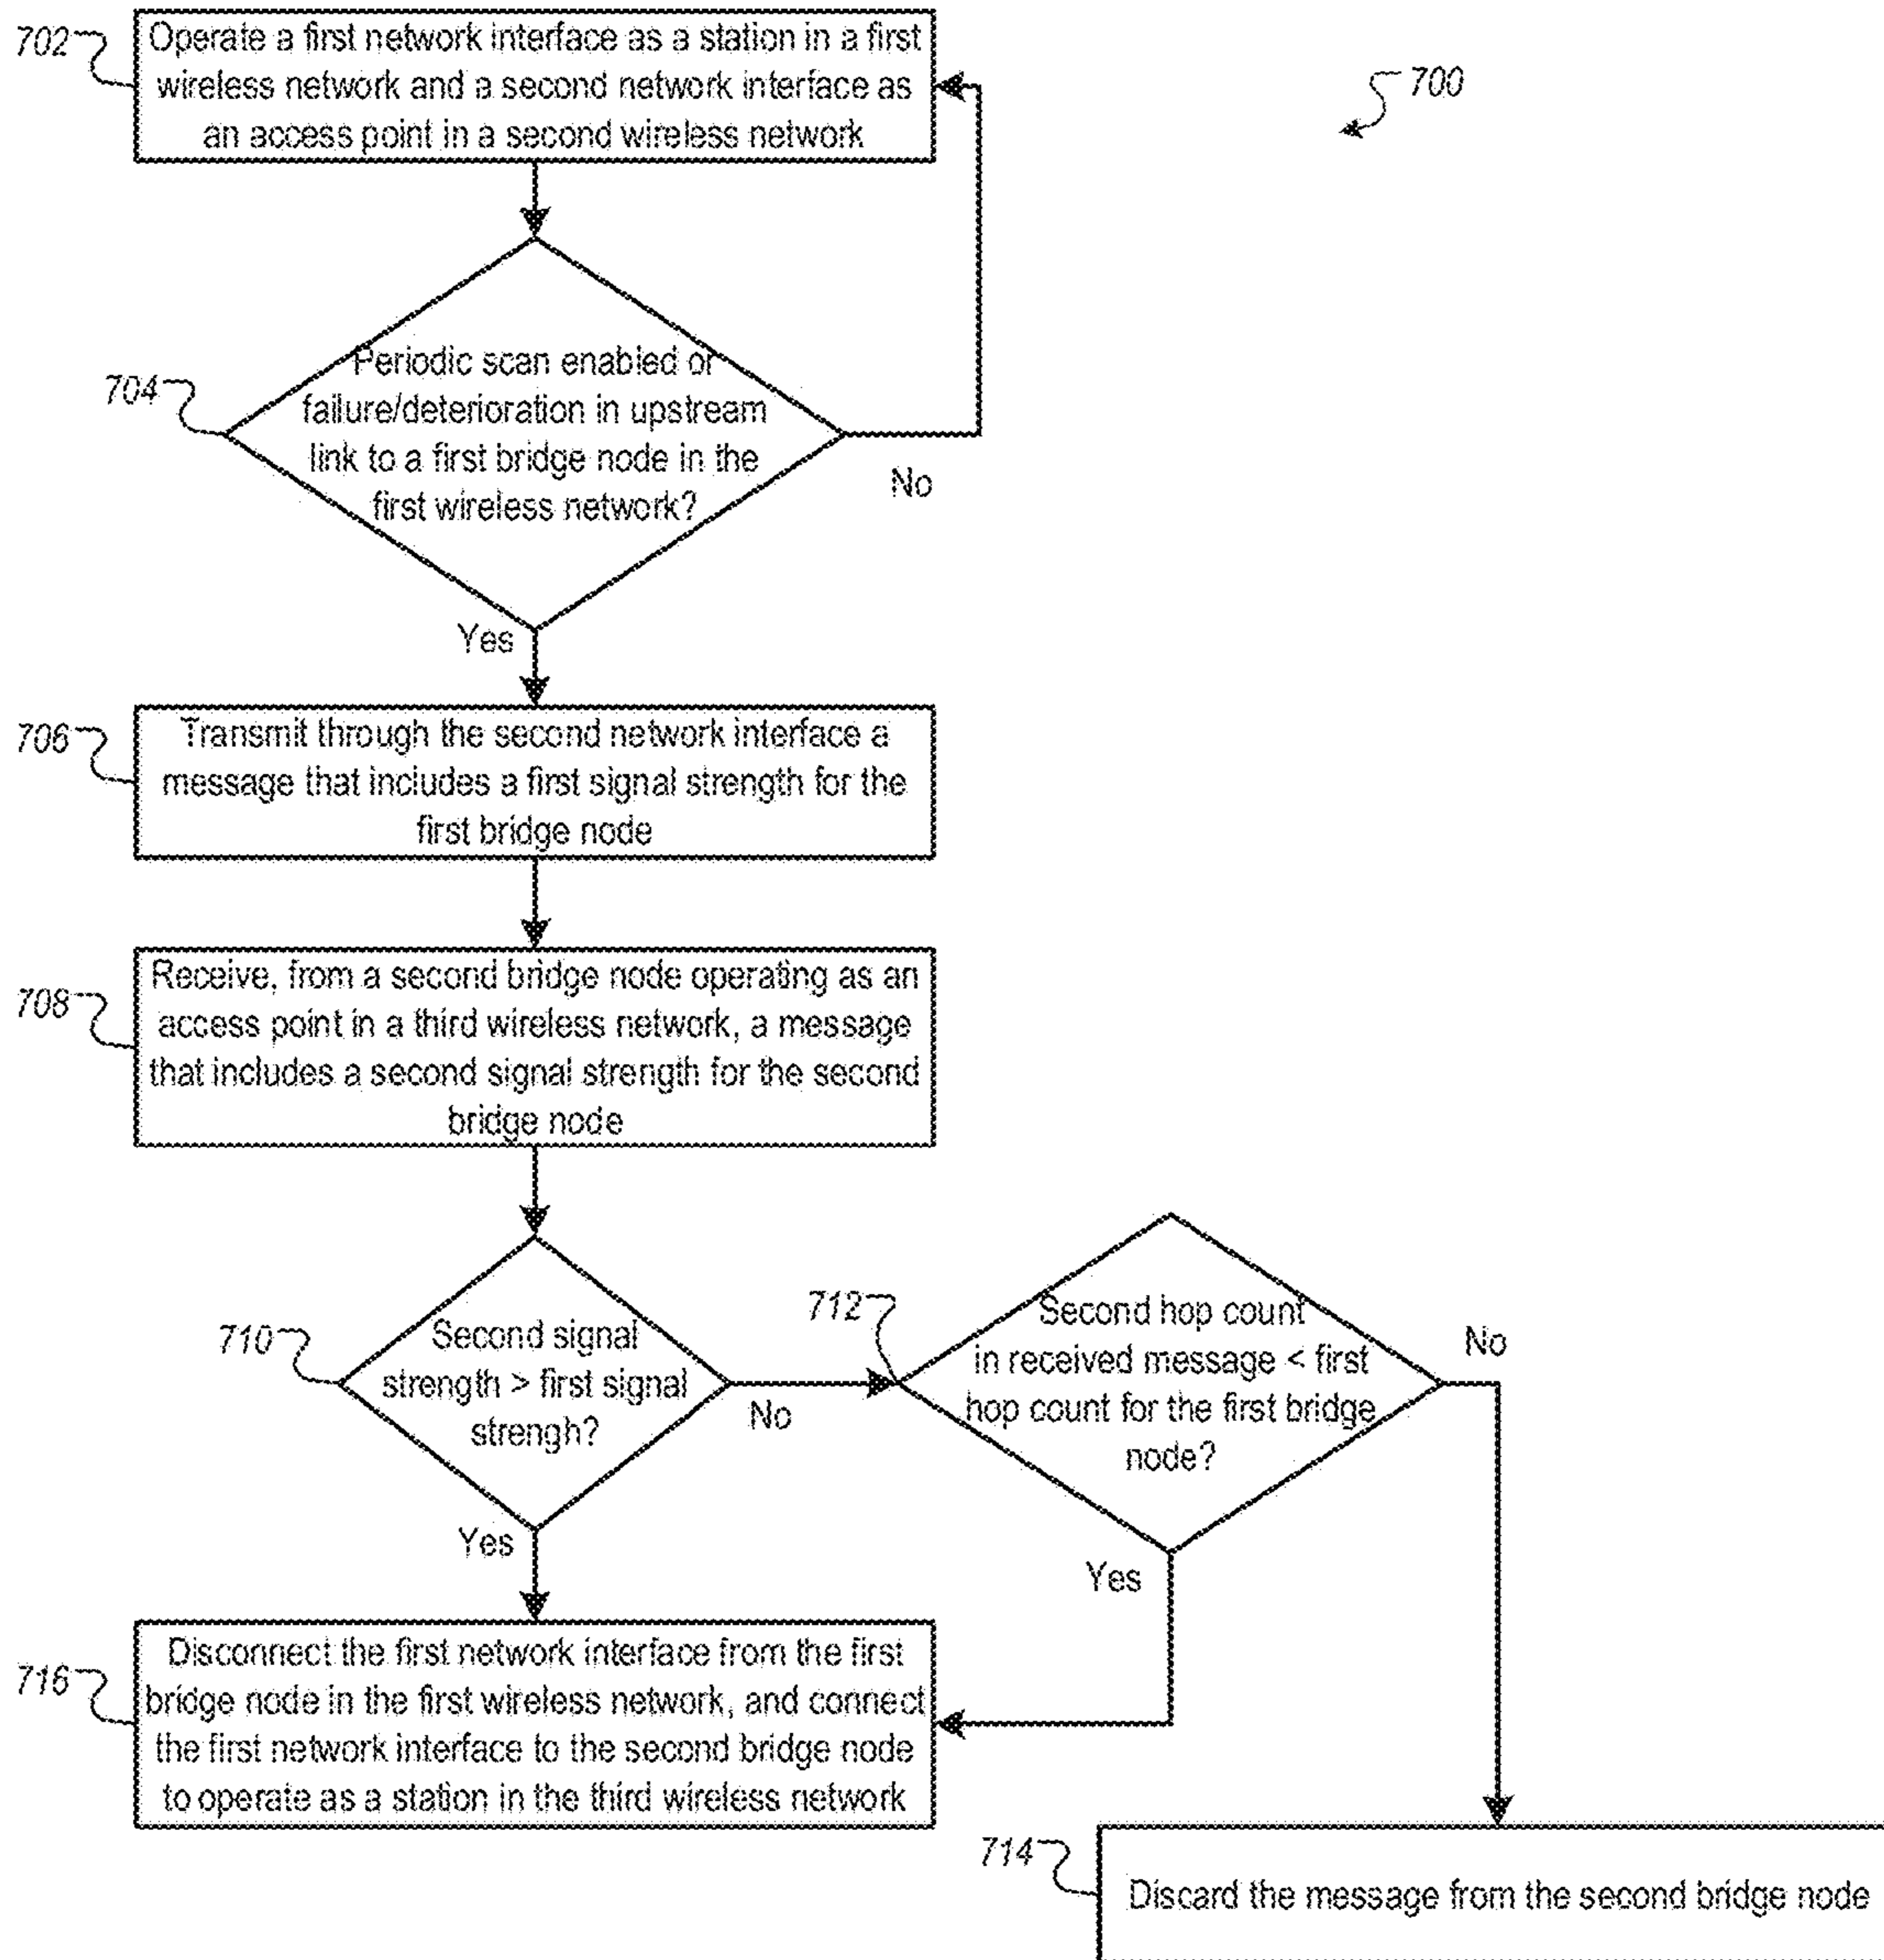 702
Operate a first network interface as a station in a first
wireless network and a second network interface as
an access point in a second wireless network
700
704
Periodic scan enabled or
failure/deterioration in upstream
link to a first bridge node in the
first wireless network?
No
Yes
706
Transmit through the second network interface a
message that includes a first signal strength for the
first bridge node
708
Receive, from a second bridge node operating as an
access point in a third wireless network, a message
that includes a second signal strength for the second
bridge node
710
Second signal
strength > first signal
strengh?
No
Yes
712
Second hop count
in received message < first
hop count for the first bridge
node?
No
Yes
716
Disconnect the first network interface from the first
bridge node in the first wireless network, and connect
the first network interface to the second bridge node
to operate as a station in the third wireless network
714
Discard the message from the second bridge node